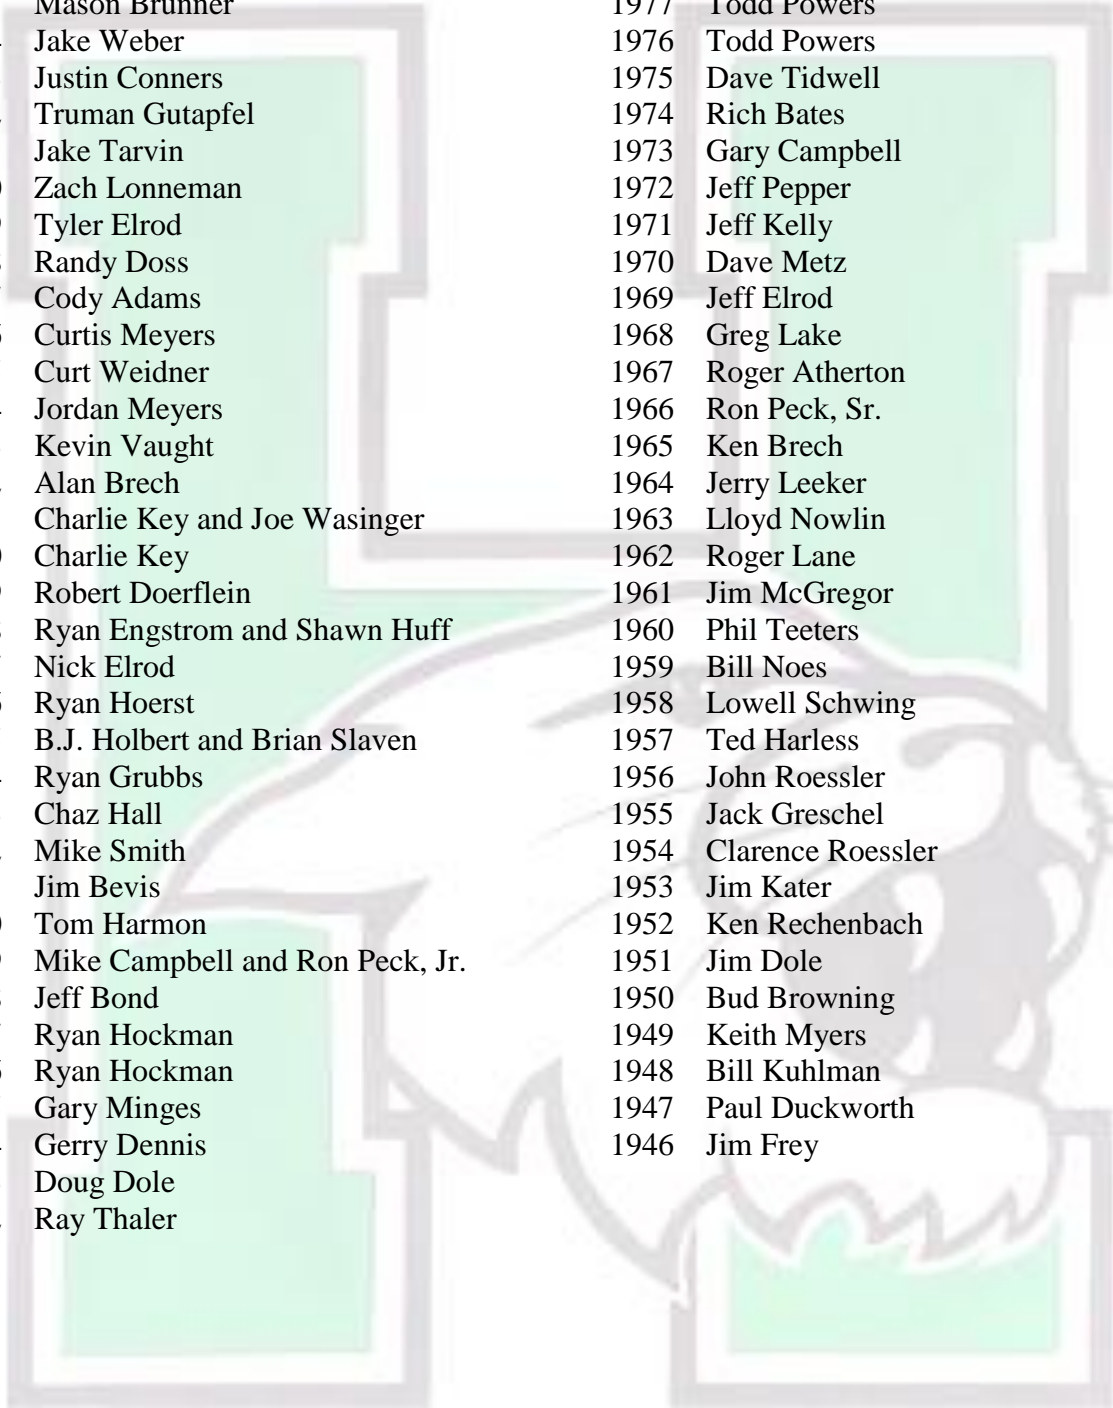 Mason Brunner
Jake Weber
Justin Conners
Truman Gutapfel
Jake Tarvin
Zach Lonneman
Tyler Elrod
Randy Doss
Cody Adams
Curtis Meyers
Curt Weidner
Jordan Meyers
Kevin Vaught
Alan Brech
Charlie Key and Joe Wasinger
Charlie Key
Robert Doerflein
Ryan Engstrom and Shawn Huff
Nick Elrod
Ryan Hoerst
B.J. Holbert and Brian Slaven
Ryan Grubbs
Chaz Hall
Mike Smith
Jim Bevis
Tom Harmon
Mike Campbell and Ron Peck, Jr.
Jeff Bond
Ryan Hockman
Ryan Hockman
Gary Minges
Gerry Dennis
Doug Dole
Ray Thaler
1977 Todd Powers
1976 Todd Powers
1975 Dave Tidwell
1974 Rich Bates
1973 Gary Campbell
1972 Jeff Pepper
1971 Jeff Kelly
1970 Dave Metz
1969 Jeff Elrod
1968 Greg Lake
1967 Roger Atherton
1966 Ron Peck, Sr.
1965 Ken Brech
1964 Jerry Leeker
1963 Lloyd Nowlin
1962 Roger Lane
1961 Jim McGregor
1960 Phil Teeters
1959 Bill Noes
1958 Lowell Schwing
1957 Ted Harless
1956 John Roessler
1955 Jack Greschel
1954 Clarence Roessler
1953 Jim Kater
1952 Ken Rechenbach
1951 Jim Dole
1950 Bud Browning
1949 Keith Myers
1948 Bill Kuhlman
1947 Paul Duckworth
1946 Jim Frey